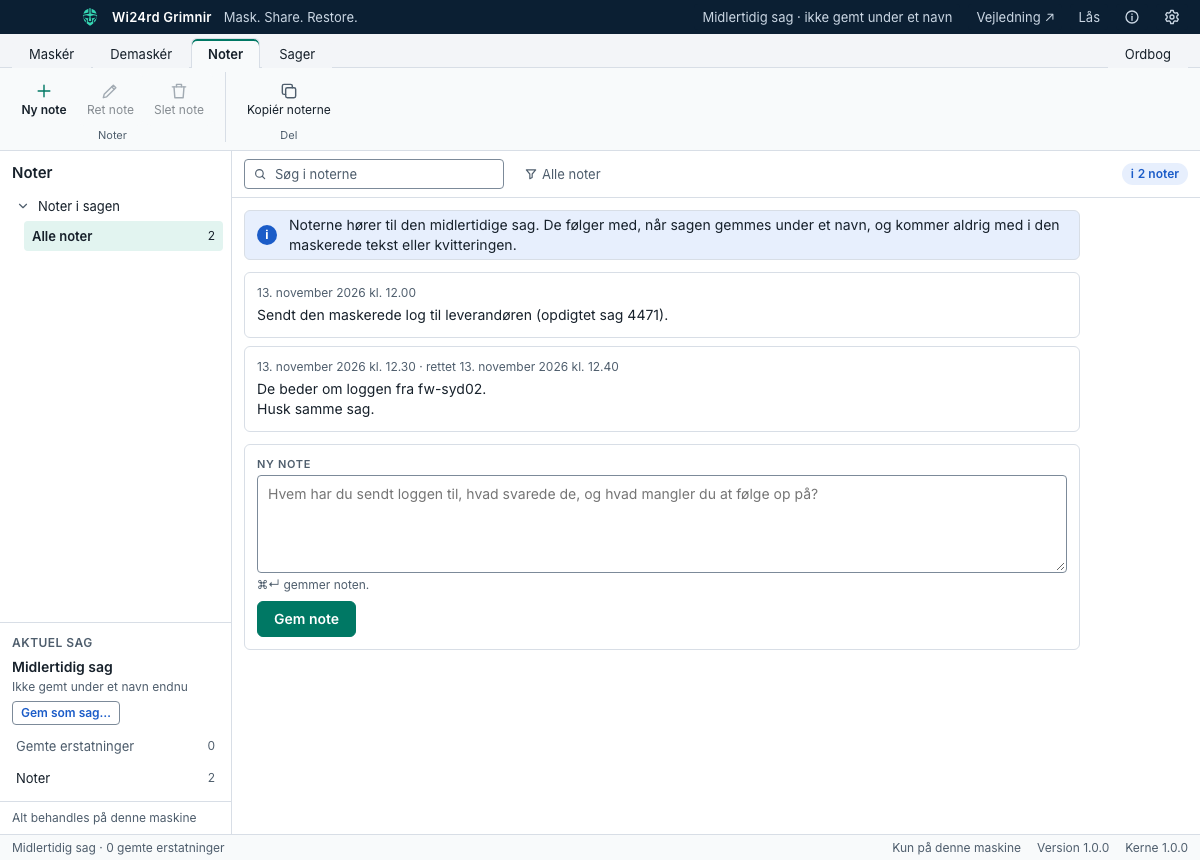 Wi24rd Grimnir
Mask. Share. Restore.
Midlertidig sag · ikke gemt under et navn
Vejledning ↗
Lås
Maskér
Demaskér
Noter
Sager
Ordbog
Ny note
Ret note
Slet note
Noter
Kopiér noterne
Del
Noter
Noter i sagen
Alle noter 2
Søg i noterne
Alle noter
i 2 noter
Noterne hører til den midlertidige sag. De følger med, når sagen gemmes under et navn, og kommer aldrig med i den
maskerede tekst eller kvitteringen.
13. november 2026 kl. 12.00
Sendt den maskerede log til leverandøren (opdigtet sag 4471).
13. november 2026 kl. 12.30 · rettet 13. november 2026 kl. 12.40
De beder om loggen fra fw-syd02.
Husk samme sag.
NY NOTE
Hvem har du sendt loggen til, hvad svarede de, og hvad mangler du at følge op på?
⌘↵ gemmer noten.
Gem note
AKTUEL SAG
Midlertidig sag
Ikke gemt under et navn endnu
Gem som sag…
Gemte erstatninger 0
Noter 2
Alt behandles på denne maskine
Midlertidig sag · 0 gemte erstatninger
Kun på denne maskine
Version 1.0.0
Kerne 1.0.0